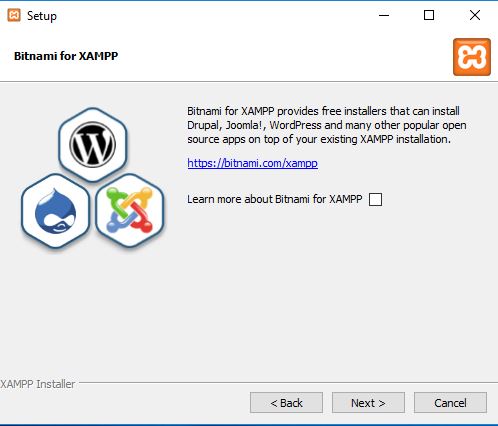 Setup
Bitnami for XAMPP
Bitnami for XAMPP provides free installers that can install
Drupal, Joomla!, WordPress and many other popular open
source apps on top of your existing XAMPP installation.
https://bitnami.com/xampp
Learn more about Bitnami for XAMPP
XAMPP Installer
< Back
Next >
Cancel